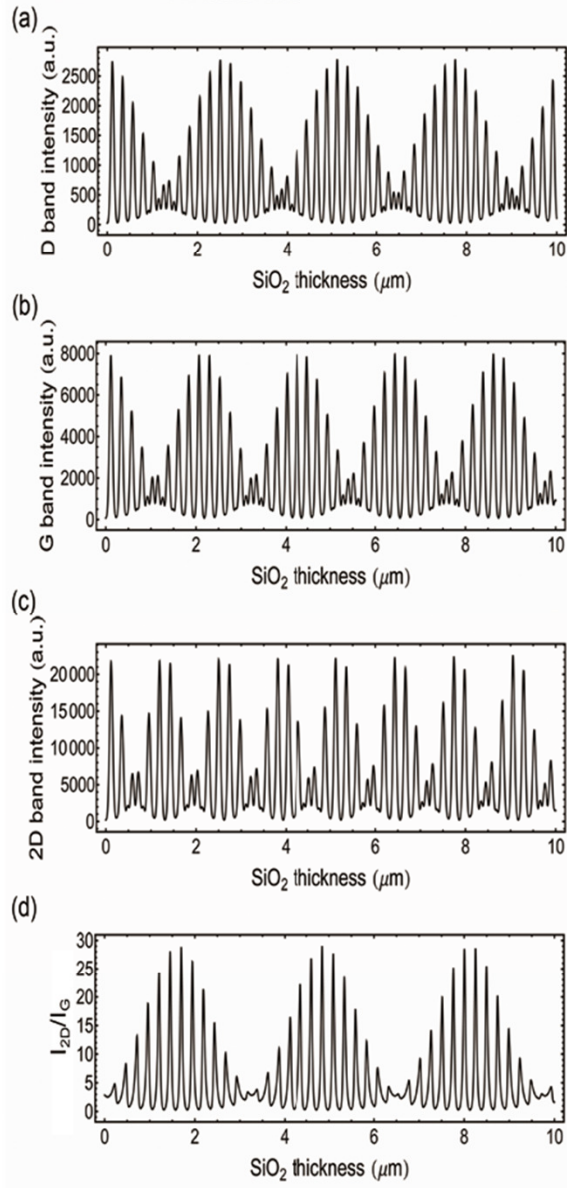 (a)
D band intensity (a.u.)
2500
2000
1500
1000
500
0
0 2 4 6 8 10
SiO2 thickness (μm)
(b)
G band intensity (a.u.)
8000
6000
4000
2000
0
0 2 4 6 8 10
SiO2 thickness (μm)
(c)
2D band intensity (a.u.)
20000
15000
10000
5000
0
0 2 4 6 8 10
SiO2 thickness (μm)
(d)
I2D/IG
30
25
20
15
10
5
0
0 2 4 6 8 10
SiO2 thickness (μm)